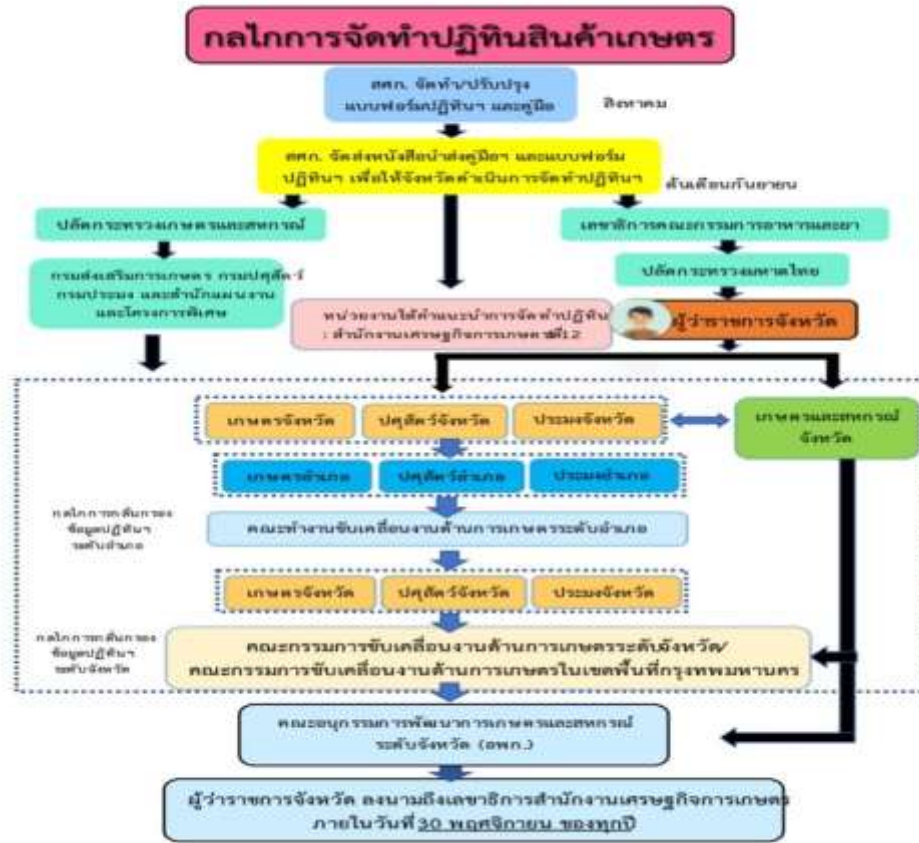 กลไกการจัดทำปฏิทินสินค้าเกษตร
สศก. จัดทำ/ปรับปรุง
แบบฟอร์มปฏิทินฯ และคู่มือ
สิงหาคม
สศก. จัดส่งหนังสือนำส่งคู่มือฯ และแบบฟอร์ม
ปฏิทินฯ เพื่อให้จังหวัดดำเนินการจัดทำปฏิทินฯ
ต้นเดือนกันยายน
ปลัดกระทรวงเกษตรและสหกรณ์
เลขาธิการคณะกรรมการอาหารและยา
กรมส่งเสริมการเกษตร กรมปศุสัตว์
กรมประมง และสำนักแผนงาน
และโครงการพิเศษ
ปลัดกระทรวงมหาดไทย
หน่วยงานให้คำแนะนำการจัดทำปฏิทิน
: สำนักงานเศรษฐกิจการเกษตรที่ 12
ผู้ว่าราชการจังหวัด
เกษตรจังหวัด ปศุสัตว์จังหวัด ประมงจังหวัด
เกษตรและสหกรณ์
จังหวัด
เกษตรอำเภอ ปศุสัตว์อำเภอ ประมงอำเภอ
กลไกการกลั่นกรอง
ข้อมูลปฏิทินฯ
ระดับอำเภอ
คณะทำงานขับเคลื่อนงานด้านการเกษตรระดับอำเภอ
เกษตรจังหวัด ปศุสัตว์จังหวัด ประมงจังหวัด
กลไกการกลั่นกรอง
ข้อมูลปฏิทินฯ
ระดับจังหวัด
คณะกรรมการขับเคลื่อนงานด้านการเกษตรระดับจังหวัด/
คณะกรรมการขับเคลื่อนงานด้านการเกษตรในเขตพื้นที่กรุงเทพมหานคร
คณะอนุกรรมการพัฒนาการเกษตรและสหกรณ์
ระดับจังหวัด (อพก.)
ผู้ว่าราชการจังหวัด ลงนามถึงเลขาธิการสำนักงานเศรษฐกิจการเกษตร
ภายในวันที่ 30 พฤศจิกายน ของทุกปี